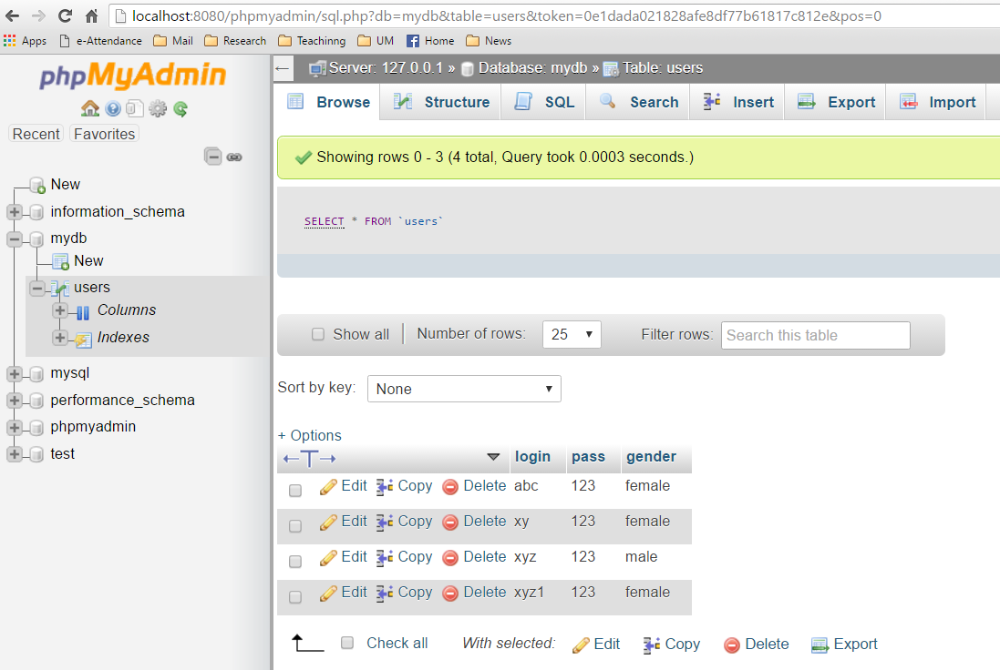 localhost:8080/phpmyadmin/sql.php?db=mydb&table=users&token=0e1dada021828afe8df77b61817c812e&pos=0
Apps e-Attendance Mail Research Teachinng UM Home News
phpMyAdmin
Recent Favorites
New
information_schema
mydb
New
users
Columns
Indexes
mysql
performance_schema
phpmyadmin
test
Server: 127.0.0.1 » Database: mydb » Table: users
Browse Structure SQL Search Insert Export Import
Showing rows 0 - 3 (4 total, Query took 0.0003 seconds.)
SELECT * FROM `users`
Show all Number of rows: 25 Filter rows: Search this table
Sort by key: None
+ Options
login pass gender
Edit Copy Delete abc 123 female
Edit Copy Delete xy 123 female
Edit Copy Delete xyz 123 male
Edit Copy Delete xyz1 123 female
Check all With selected: Edit Copy Delete Export